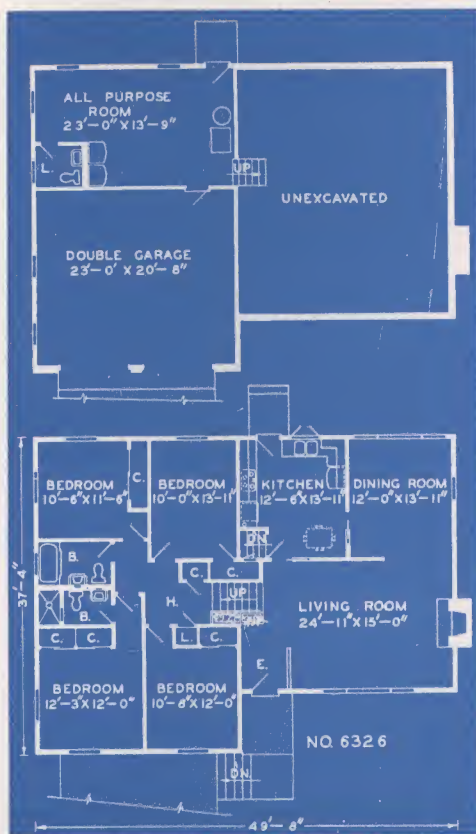 ALL PURPOSE
ROOM
23'-0" X 13'-9"
L.
UP
UNEXCAVATED
DOUBLE GARAGE
23'-0' X 20'-8"
BEDROOM
10'-6" X 11'-6"
C.
BEDROOM
10'-0" X 13'-11"
KITCHEN
12'-6" X 13'-11"
DINING ROOM
12'-0" X 13'-11"
DN.
37'-4"
B.
C.
C.
H.
UP
B.
LIVING ROOM
24'-11" X 15'-0"
C.
C.
L.
C.
E.
BEDROOM
12'-3" X 12'-0"
BEDROOM
10'-8" X 12'-0"
NO. 6326
DN.
49'-8"